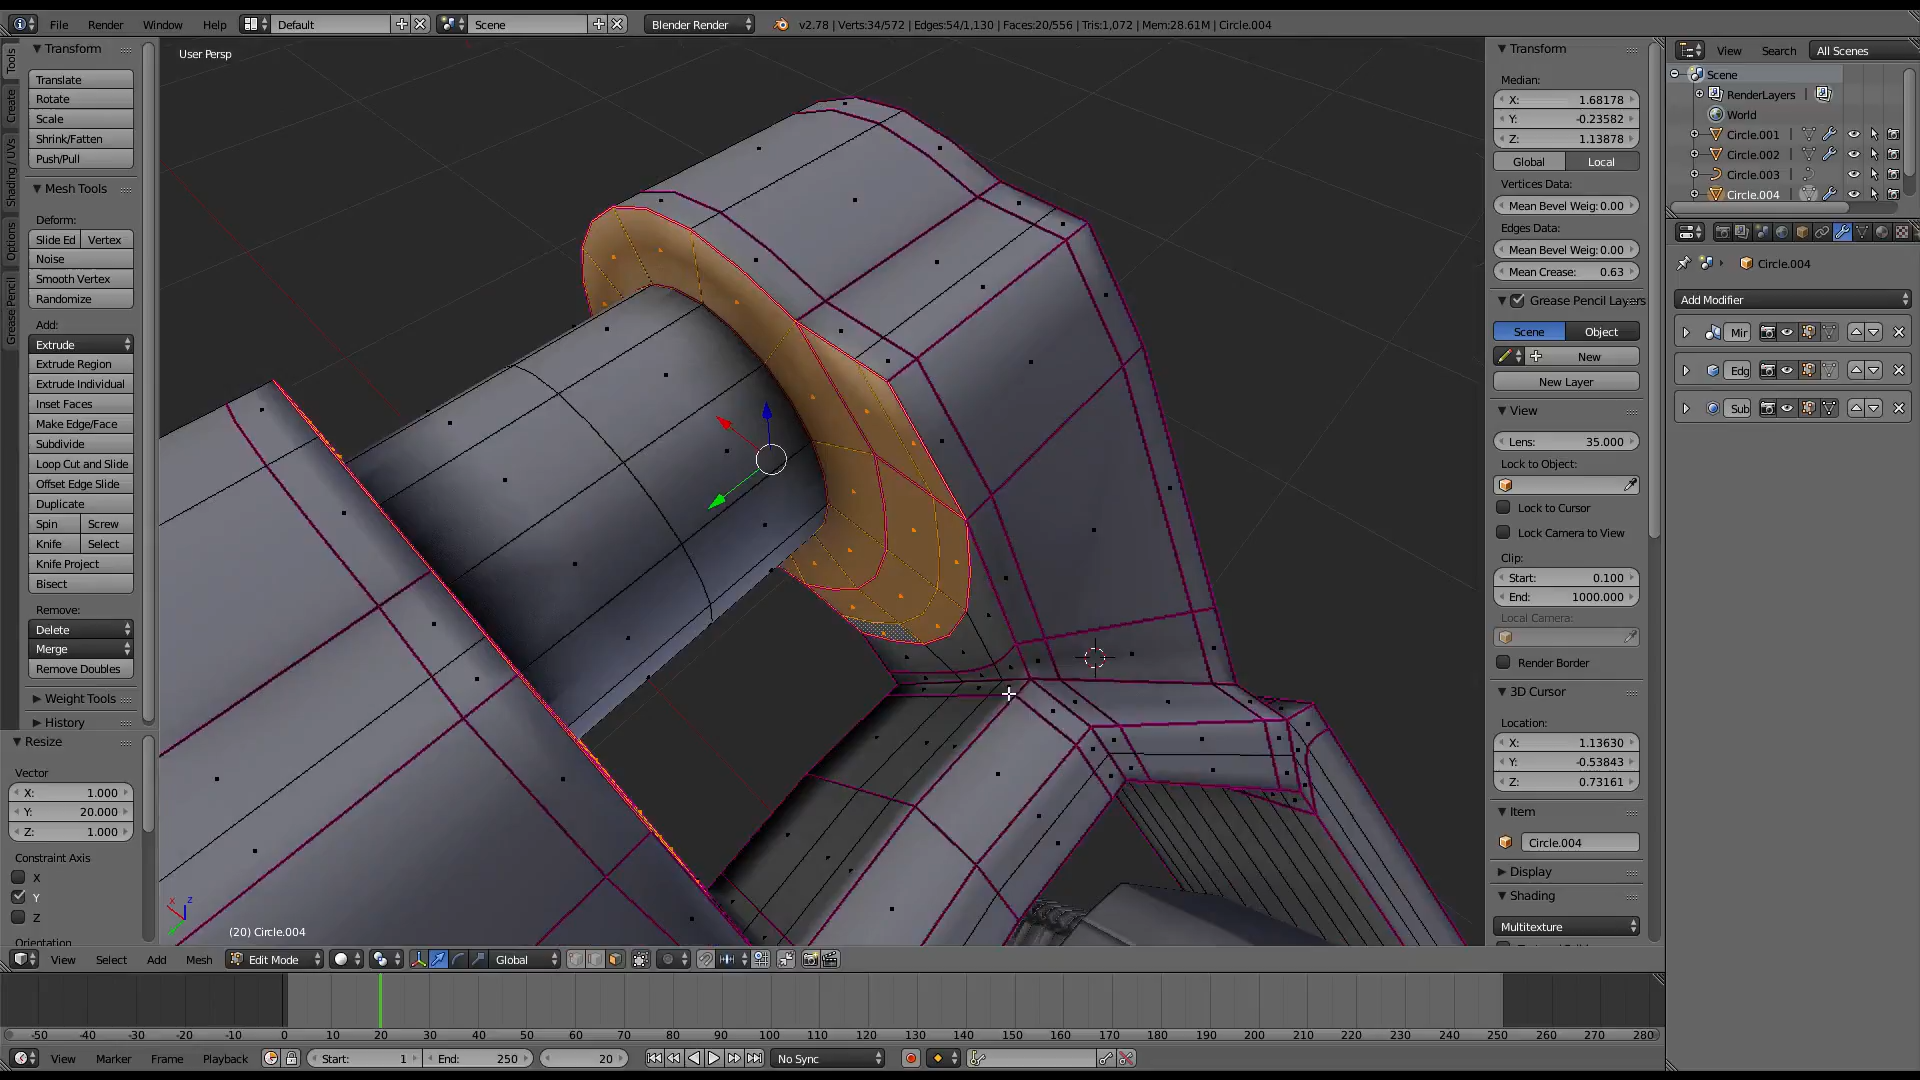 File Render Window Help Default Scene Blender Render v2.78 | Verts:34/572 | Edges:54/1,130 | Faces:20/556 | Tris:1,072 | Mem:28.61M | Circle.004
Tools
Create
Shading / UVs
Options
Grease Pencil
Transform
Translate
Rotate
Scale
Shrink/Fatten
Push/Pull
Mesh Tools
Deform:
Slide Ed Vertex
Noise
Smooth Vertex
Randomize
Add:
Extrude
Extrude Region
Extrude Individual
Inset Faces
Make Edge/Face
Subdivide
Loop Cut and Slide
Offset Edge Slide
Duplicate
Spin Screw
Knife Select
Knife Project
Bisect
Remove:
Delete
Merge
Remove Doubles
Weight Tools
History
Resize
Vector
X: 1.000
Y: 20.000
Z: 1.000
Constraint Axis
X
Y
Z
Orientation
User Persp
x z
(20) Circle.004
View Select Add Mesh Edit Mode Global
Transform
Median:
X: 1.68178
Y: -0.23582
Z: 1.13878
Global Local
Vertices Data:
Mean Bevel Weig: 0.00
Edges Data:
Mean Bevel Weig: 0.00
Mean Crease: 0.63
Grease Pencil Layers
Scene Object
New
New Layer
View
Lens: 35.000
Lock to Object:
Lock to Cursor
Lock Camera to View
Clip:
Start: 0.100
End: 1000.000
Local Camera:
Render Border
3D Cursor
Location:
X: 1.13630
Y: -0.53843
Z: 0.73161
Item
Circle.004
Display
Shading
Multitexture
View Search All Scenes
Scene
RenderLayers
World
Circle.001
Circle.002
Circle.003
Circle.004
Circle.004
Add Modifier
Mir
Edg
Sub
-50 -40 -30 -20 -10 0 10 20 30 40 50 60 70 80 90 100 110 120 130 140 150 160 170 180 190 200 210 220 230 240 250 260 270 280
View Marker Frame Playback Start: 1 End: 250 20 No Sync